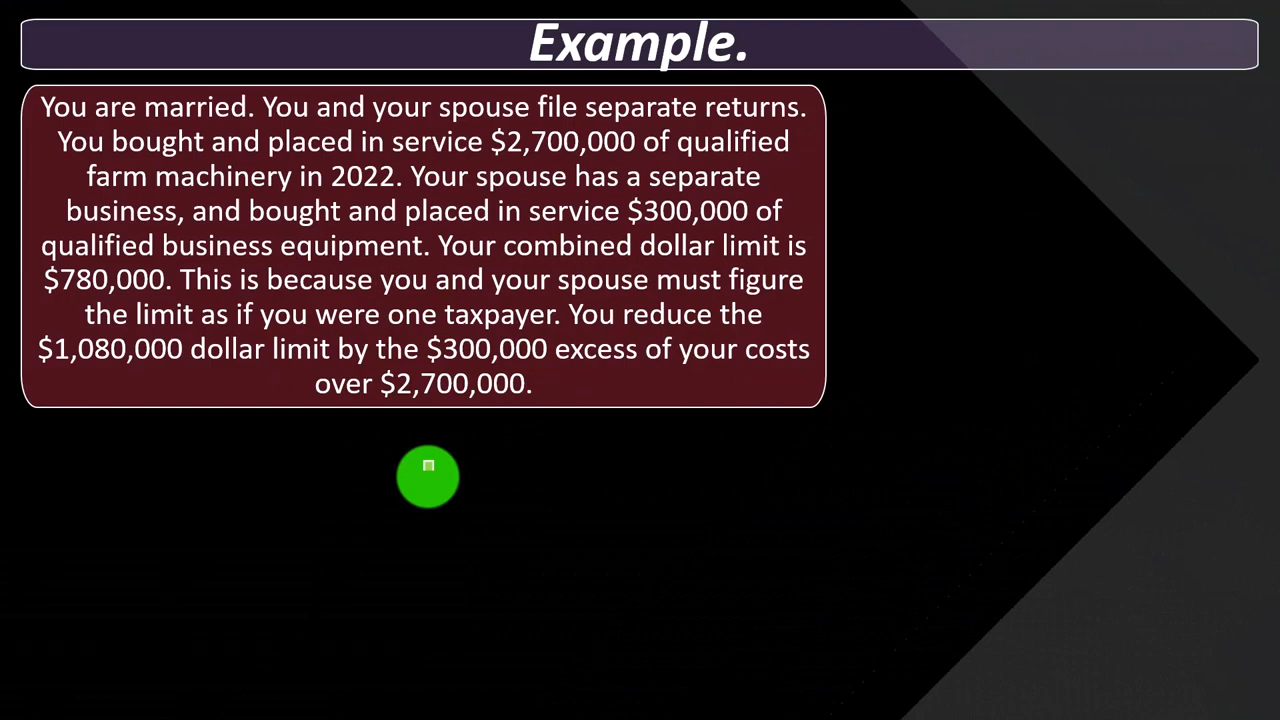 Example.
You are married. You and your spouse file separate returns.
You bought and placed in service $2,700,000 of qualified
farm machinery in 2022. Your spouse has a separate
business, and bought and placed in service $300,000 of
qualified business equipment. Your combined dollar limit is
$780,000. This is because you and your spouse must figure
the limit as if you were one taxpayer. You reduce the
$1,080,000 dollar limit by the $300,000 excess of your costs
over $2,700,000.